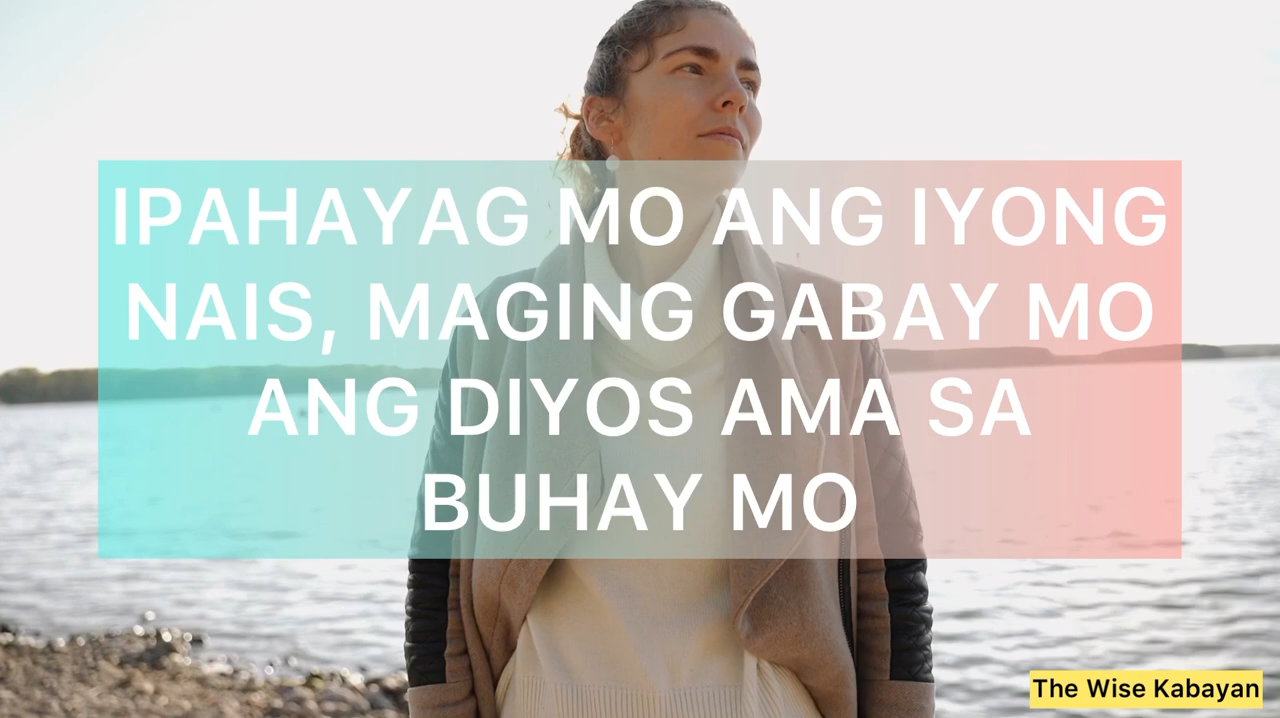 IPAHAYAG MO ANG IYONG
NAIS, MAGING GABAY MO
ANG DIYOS AMA SA
BUHAY MO
The Wise Kabayan